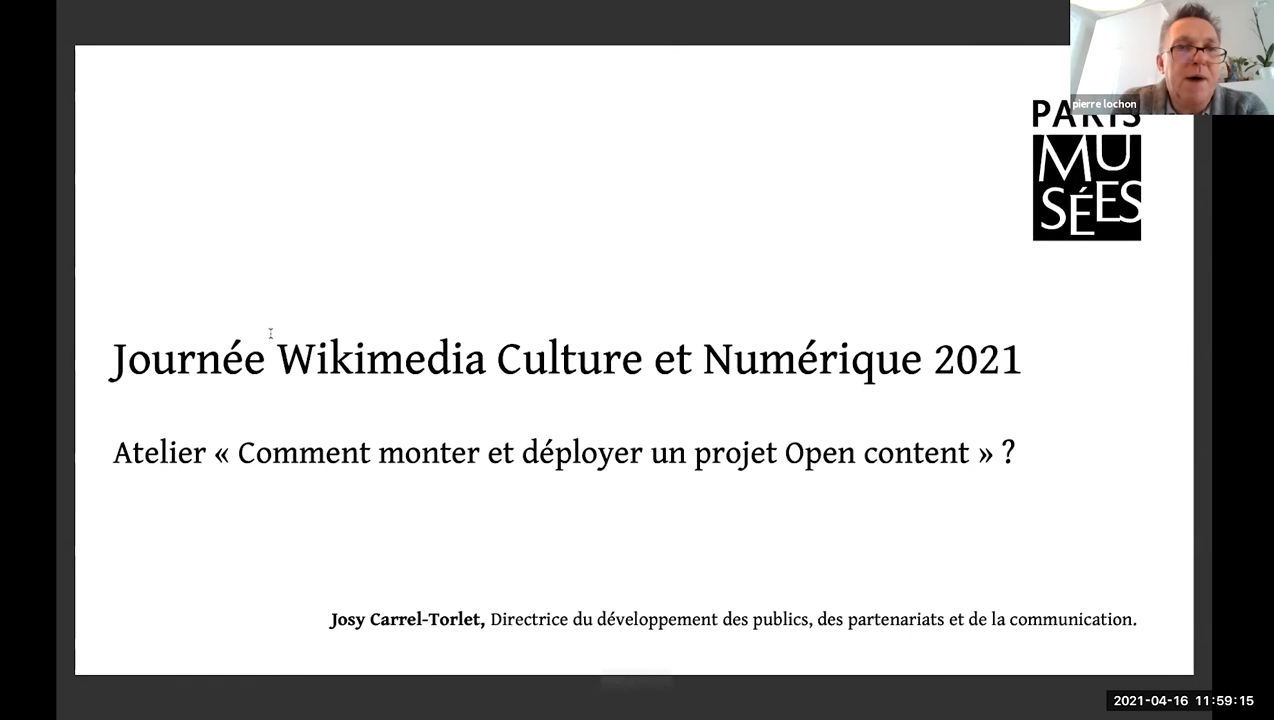 pierre lochon
PARIS
MU
SÉES
Journée Wikimedia Culture et Numérique 2021
Atelier « Comment monter et déployer un projet Open content » ?
Josy Carrel-Torlet, Directrice du développement des publics, des partenariats et de la communication.
2021-04-16 11:59:15